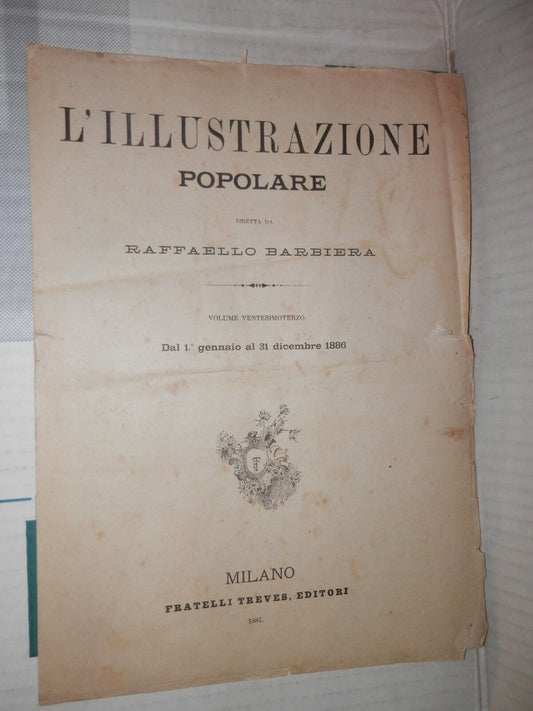 L'ILLUSTRAZIONE
POPOLARE
DIRETTA DA
RAFFAELLO BARBIERA
VOLUME VENTESIMOTERZO.
Dal 1.° gennaio al 31 dicembre 1886
MILANO
FRATELLI TREVES, EDITORI
1887.